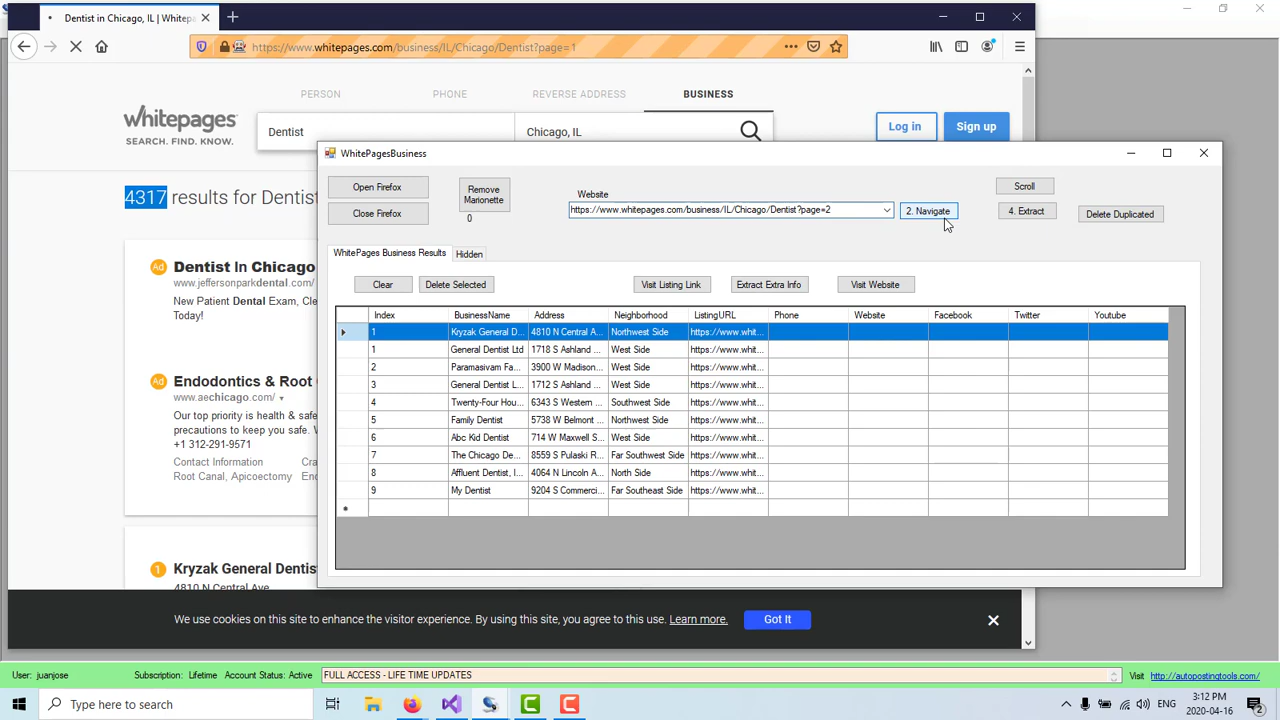 Dentist in Chicago, IL | Whitepa
https://www.whitepages.com/business/IL/Chicago/Dentist?page=1
PERSON PHONE REVERSE ADDRESS BUSINESS
whitepages
SEARCH. FIND. KNOW.
Dentist Chicago, IL
Log in Sign up
4317 results for Dentist
WhitePagesBusiness
Open Firefox
Close Firefox
Remove Marionette
0
Website
https://www.whitepages.com/business/IL/Chicago/Dentist?page=2
2. Navigate
Scroll
4. Extract
Delete Duplicated
WhitePages Business Results Hidden
Clear Delete Selected Visit Listing Link Extract Extra Info Visit Website
Index BusinessName Address Neighborhood ListingURL Phone Website Facebook Twitter Youtube
1 Kryzak General D... 4810 N Central A... Northwest Side https://www.whit...
1 General Dentist Ltd 1718 S Ashland ... West Side https://www.whit...
2 Paramasivam Fa... 3900 W Madison... West Side https://www.whit...
3 General Dentist L... 1712 S Ashland ... West Side https://www.whit...
4 Twenty-Four Hou... 6343 S Western ... Southwest Side https://www.whit...
5 Family Dentist 5738 W Belmont ... Northwest Side https://www.whit...
6 Abc Kid Dentist 714 W Maxwell S... West Side https://www.whit...
7 The Chicago De... 8559 S Pulaski R... Far Southwest Side https://www.whit...
8 Affluent Dentist, I... 4064 N Lincoln A... North Side https://www.whit...
9 My Dentist 9204 S Commerci... Far Southeast Side https://www.whit...
*
Ad Dentist In Chicago
www.jeffersonparkdental.com/
New Patient Dental Exam, Cle
Today!
Ad Endodontics & Root
www.aechicago.com/
Our top priority is health & safe
precautions to keep you safe. W
+1 312-291-9571
Contact Information Cra
Root Canal, Apicoectomy En
1 Kryzak General Dentis
4810 N Central Ave
We use cookies on this site to enhance the visitor experience. By using this site, you agree to this use. Learn more. Got It
User: juanjose Subscription: Lifetime Account Status: Active FULL ACCESS - LIFE TIME UPDATES Visit http://autopostingtools.com/
Type here to search
ENG
3:12 PM
2020-04-16
2